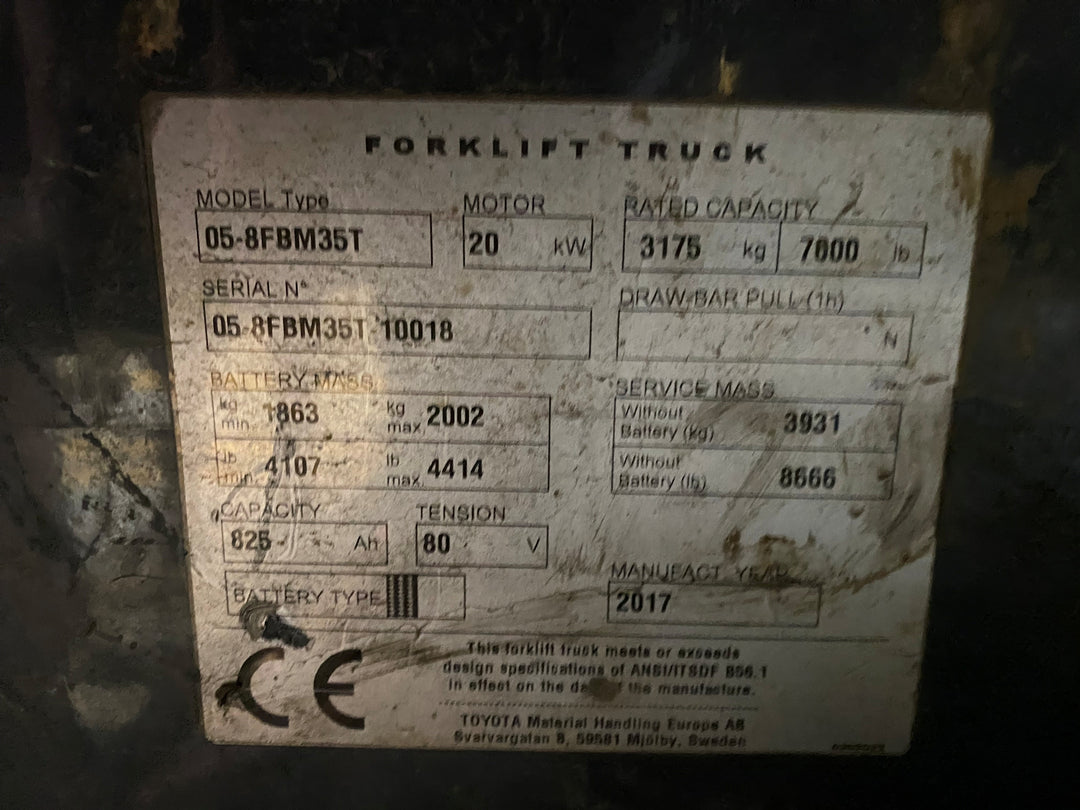 FORKLIFT TRUCK
MODEL Type MOTOR RATED CAPACITY
05-8FBM35T 20 kW 3175 kg 7000 lb
SERIAL N° DRAW-BAR PULL (1h)
05-8FBM35T-10018 N
BATTERY MASS SERVICE MASS
kg min. 1863 kg max. 2002 Without Battery (kg) 3931
lb min. 4107 lb max. 4414 Without Battery (lb) 8666
CAPACITY TENSION
825 Ah 80 V
MANUFACT. YEAR
BATTERY TYPE 2017
CE
This forklift truck meets or exceeds
design specifications of ANSI/ITSDF B56.1
in effect on the the manufacture.
TOYOTA Material Handling Europe AB
Svarvargatan 8, 59581 Mjölby, Sweden